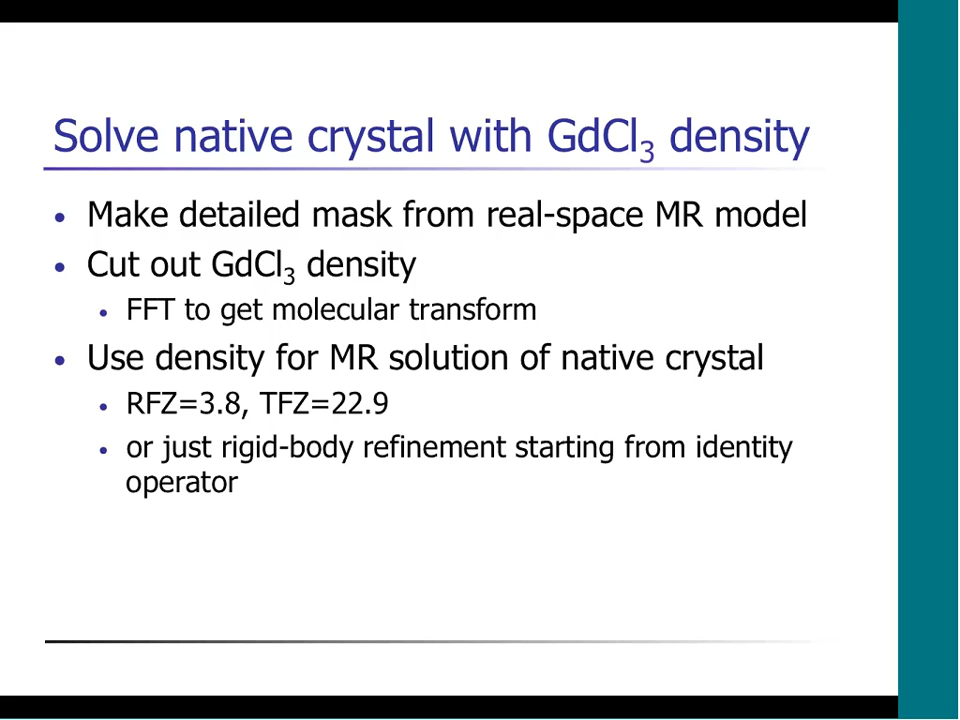 Solve native crystal with GdCl₃ density
• Make detailed mask from real-space MR model
• Cut out GdCl₃ density
• FFT to get molecular transform
• Use density for MR solution of native crystal
• RFZ=3.8, TFZ=22.9
• or just rigid-body refinement starting from identity
operator